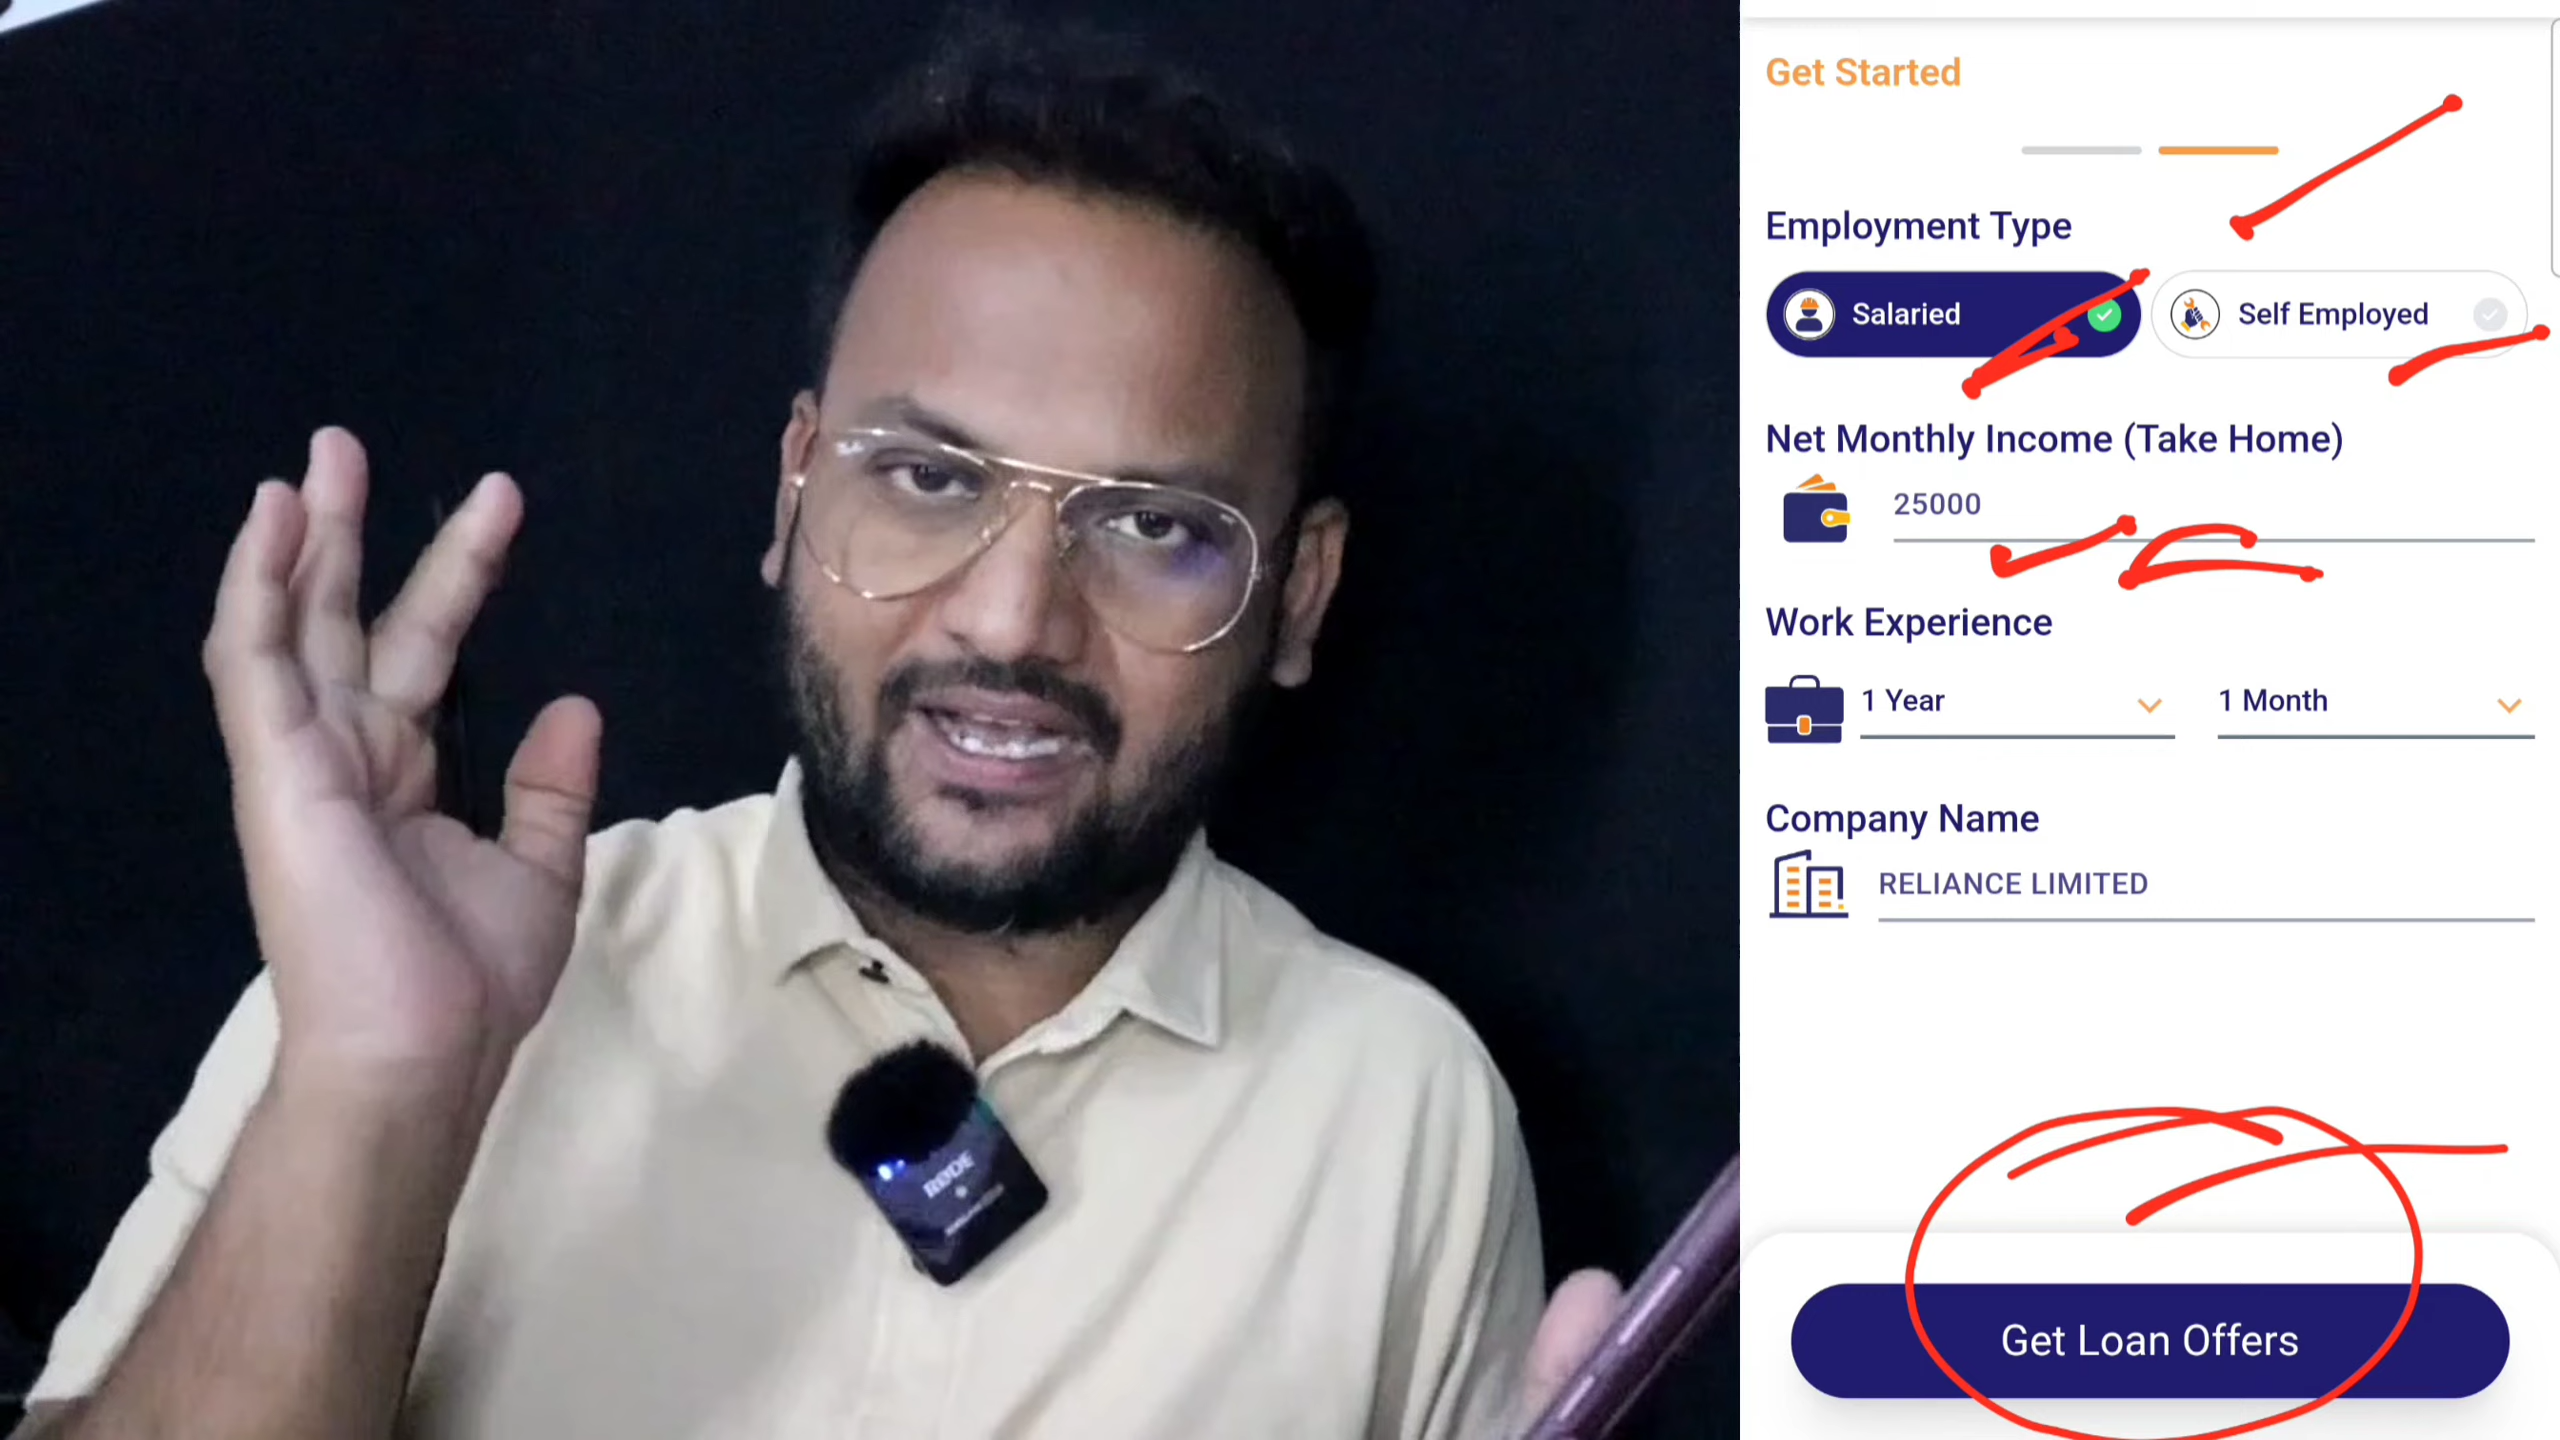 Get Started
Employment Type
Salaried
Self Employed
Net Monthly Income (Take Home)
25000
Work Experience
1 Year
1 Month
Company Name
RELIANCE LIMITED
Get Loan Offers
RØDE